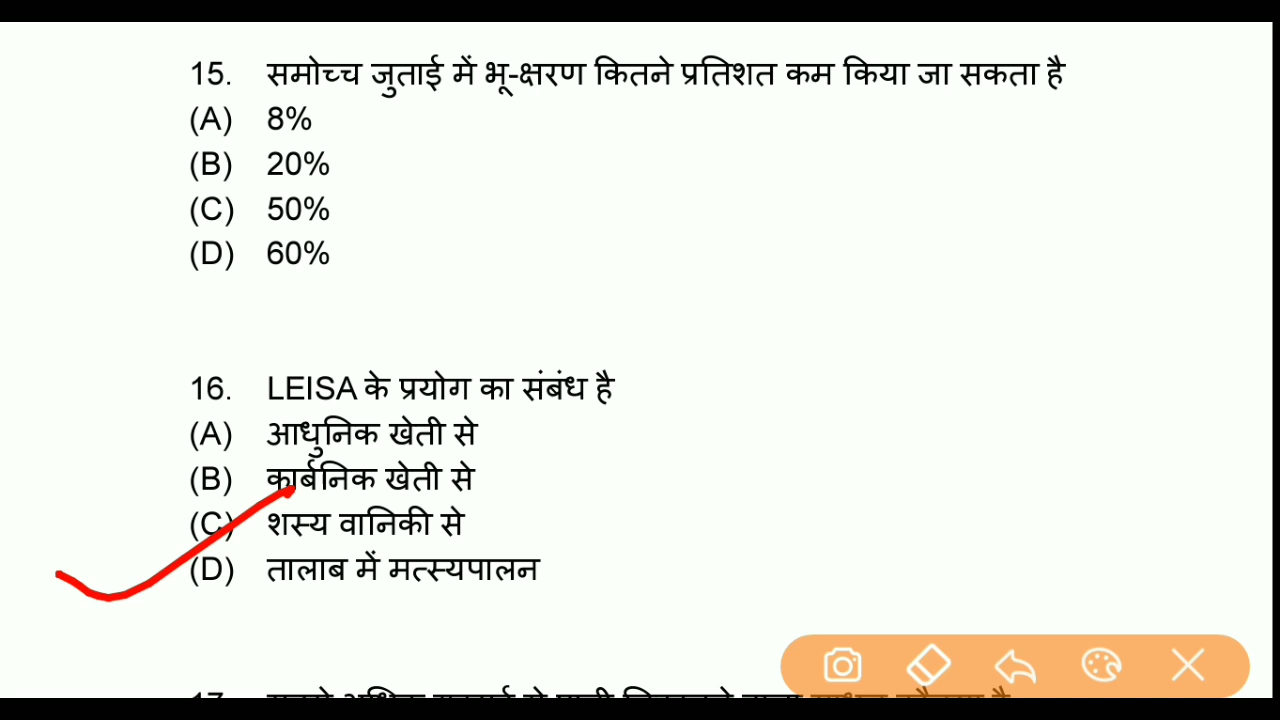 15. समोच्च जुताई में भू-क्षरण कितने प्रतिशत कम किया जा सकता है
(A) 8%
(B) 20%
(C) 50%
(D) 60%
16. LEISA के प्रयोग का संबंध है
(A) आधुनिक खेती से
(B) कार्बनिक खेती से
(C) शस्य वानिकी से
(D) तालाब में मत्स्यपालन
17.